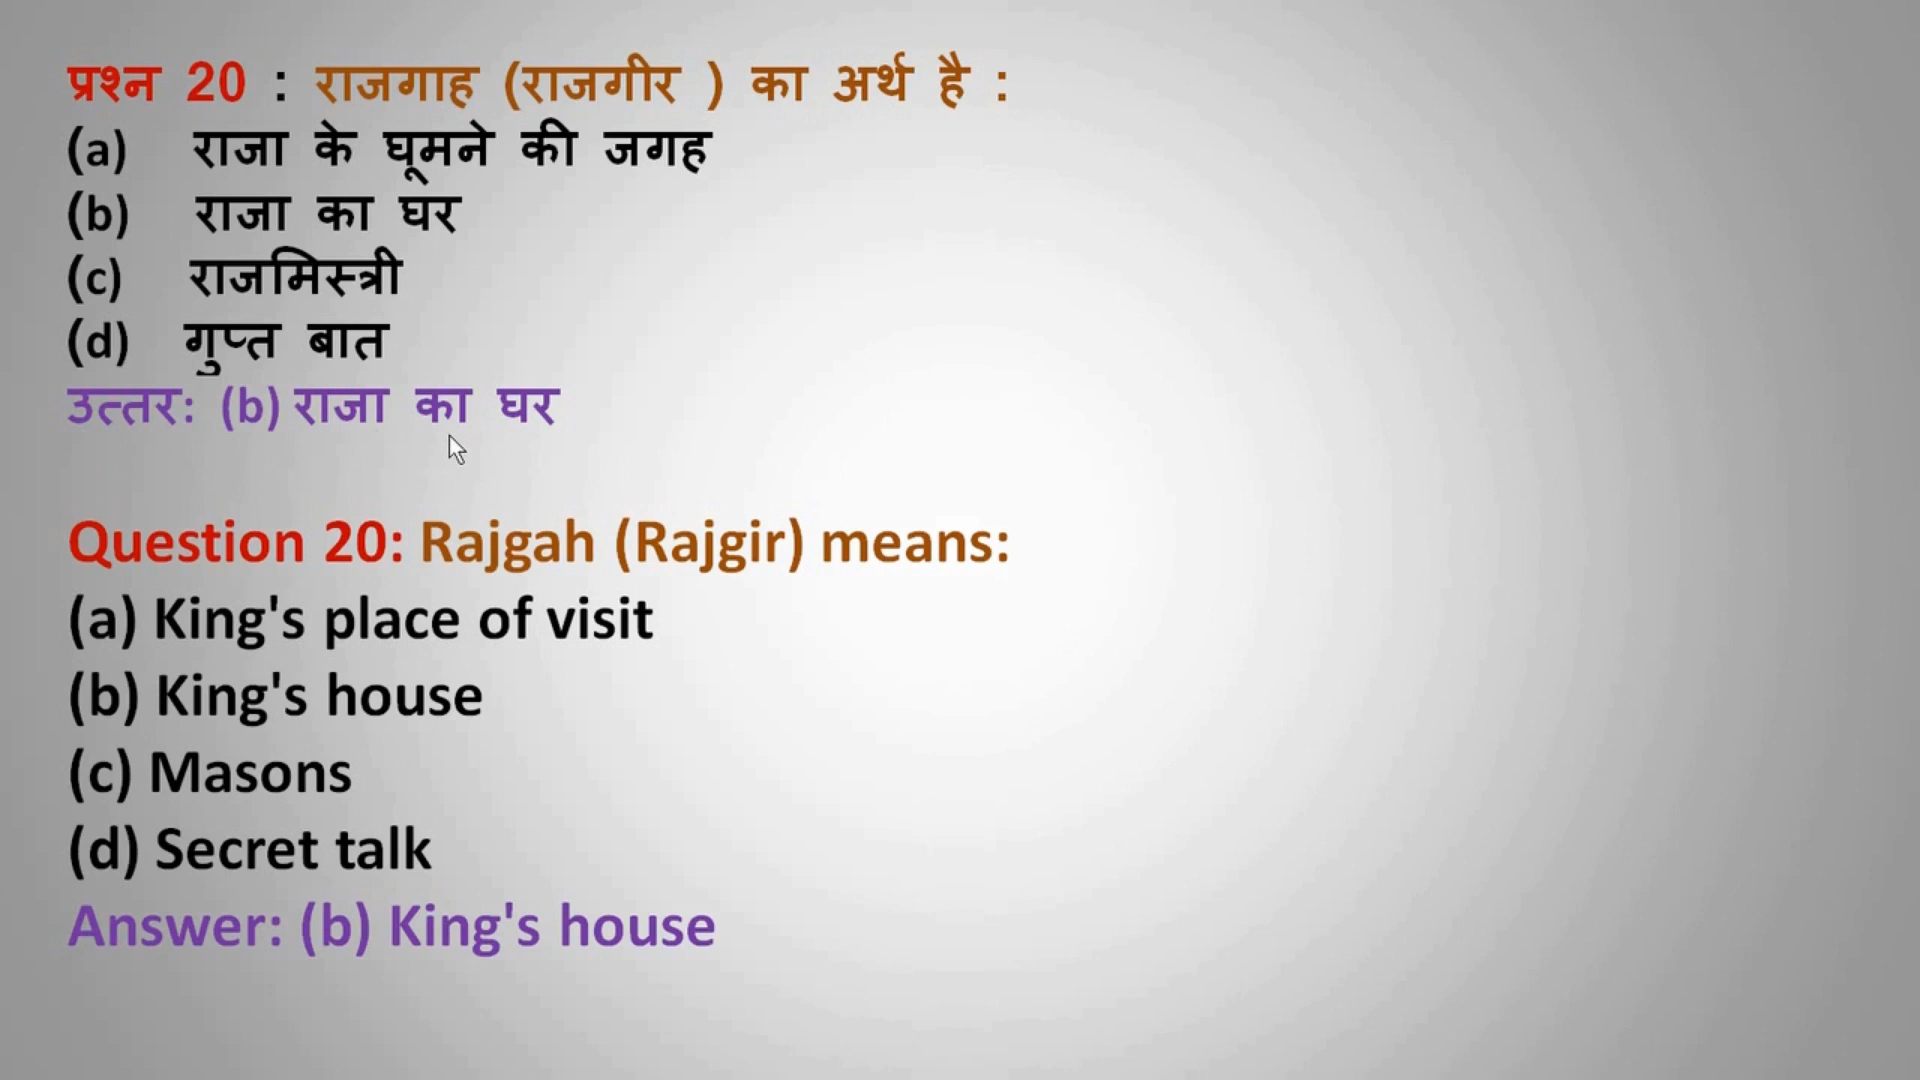 प्रश्न 20 : राजगाह (राजगीर ) का अर्थ है :
(a) राजा के घूमने की जगह
(b) राजा का घर
(c) राजमिस्त्री
(d) गुप्त बात
उत्तरः (b) राजा का घर
Question 20: Rajgah (Rajgir) means:
(a) King's place of visit
(b) King's house
(c) Masons
(d) Secret talk
Answer: (b) King's house